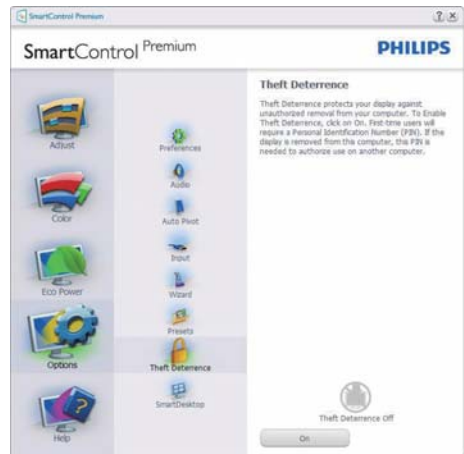 SmartControl Premium
SmartControl Premium
PHILIPS
Adjust
Color
Eco Power
Options
Help
Preferences
Audio
Auto Pivot
Input
Wizard
Presets
Theft Deterrence
SmartDesktop
Theft Deterrence
Theft Deterrence protects your display against
unauthorized removal from your computer. To Enable
Theft Deterrence, click on On. First-time users will
require a Personal Identification Number (PIN). If the
display is removed from this computer, this PIN is
needed to authorize use on another computer.
Theft Deterrence Off
On